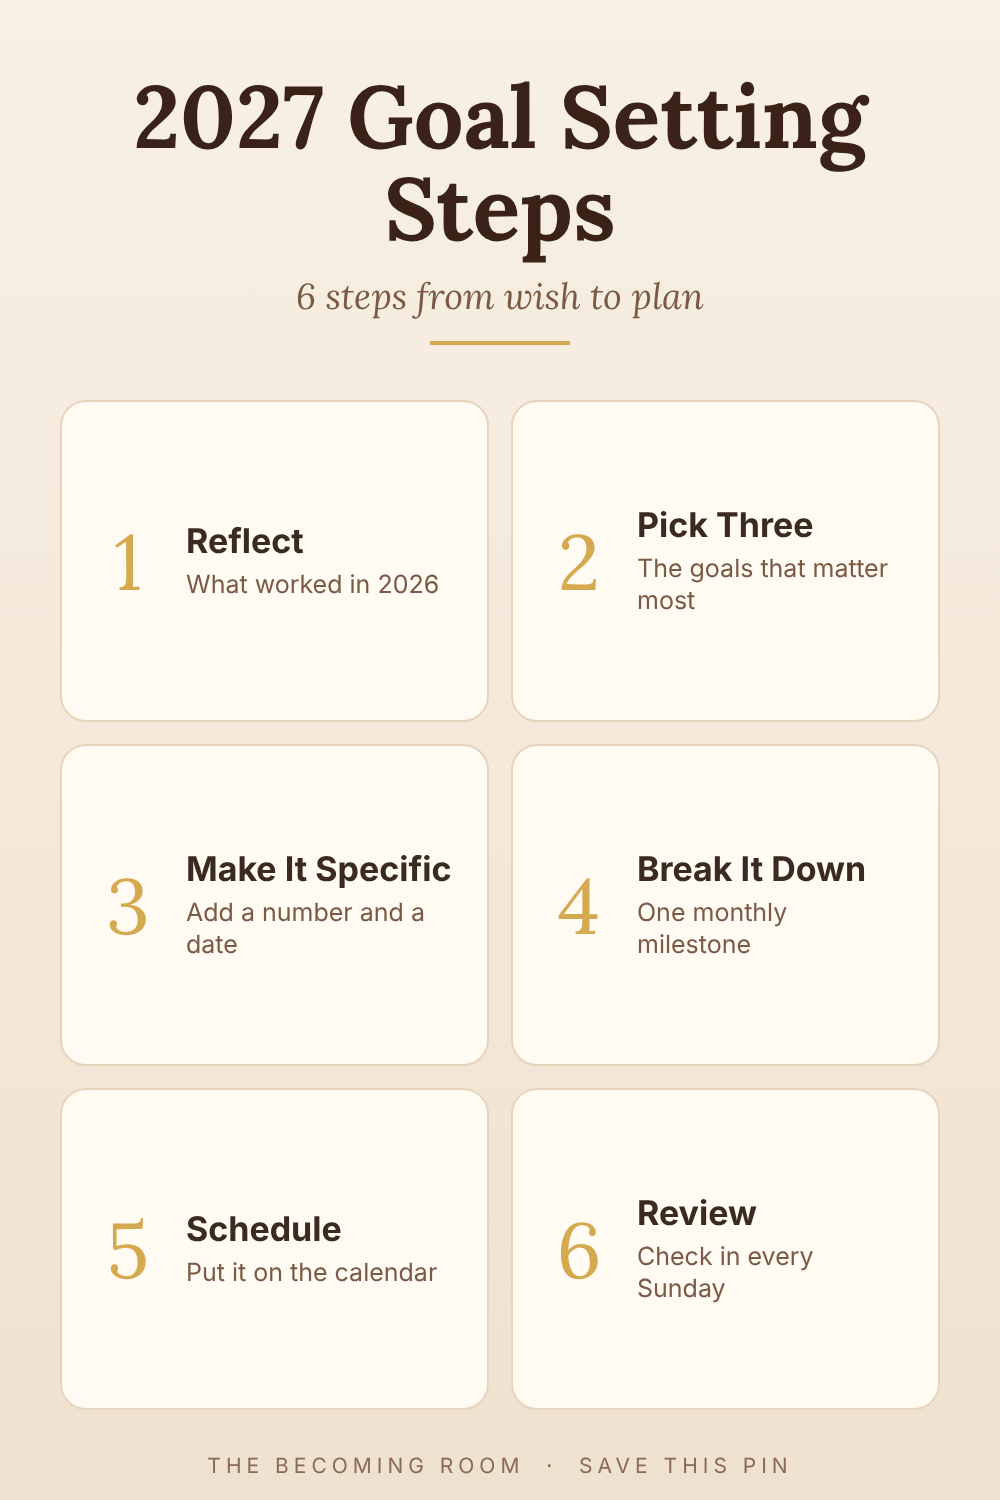 2027 Goal Setting
Steps
6 steps from wish to plan
1
Reflect
What worked in 2026
2
Pick Three
The goals that matter
most
3
Make It Specific
Add a number and a
date
4
Break It Down
One monthly
milestone
5
Schedule
Put it on the calendar
6
Review
Check in every
Sunday
THE BECOMING ROOM · SAVE THIS PIN